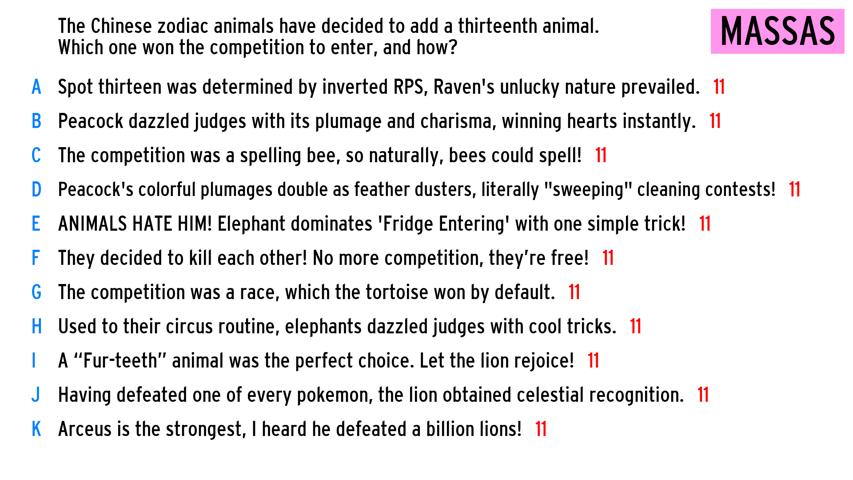 The Chinese zodiac animals have decided to add a thirteenth animal.
Which one won the competition to enter, and how?
MASSAS
A Spot thirteen was determined by inverted RPS, Raven's unlucky nature prevailed. 11
B Peacock dazzled judges with its plumage and charisma, winning hearts instantly. 11
C The competition was a spelling bee, so naturally, bees could spell! 11
D Peacock's colorful plumages double as feather dusters, literally "sweeping" cleaning contests! 11
E ANIMALS HATE HIM! Elephant dominates 'Fridge Entering' with one simple trick! 11
F They decided to kill each other! No more competition, they’re free! 11
G The competition was a race, which the tortoise won by default. 11
H Used to their circus routine, elephants dazzled judges with cool tricks. 11
I A “Fur-teeth” animal was the perfect choice. Let the lion rejoice! 11
J Having defeated one of every pokemon, the lion obtained celestial recognition. 11
K Arceus is the strongest, I heard he defeated a billion lions! 11